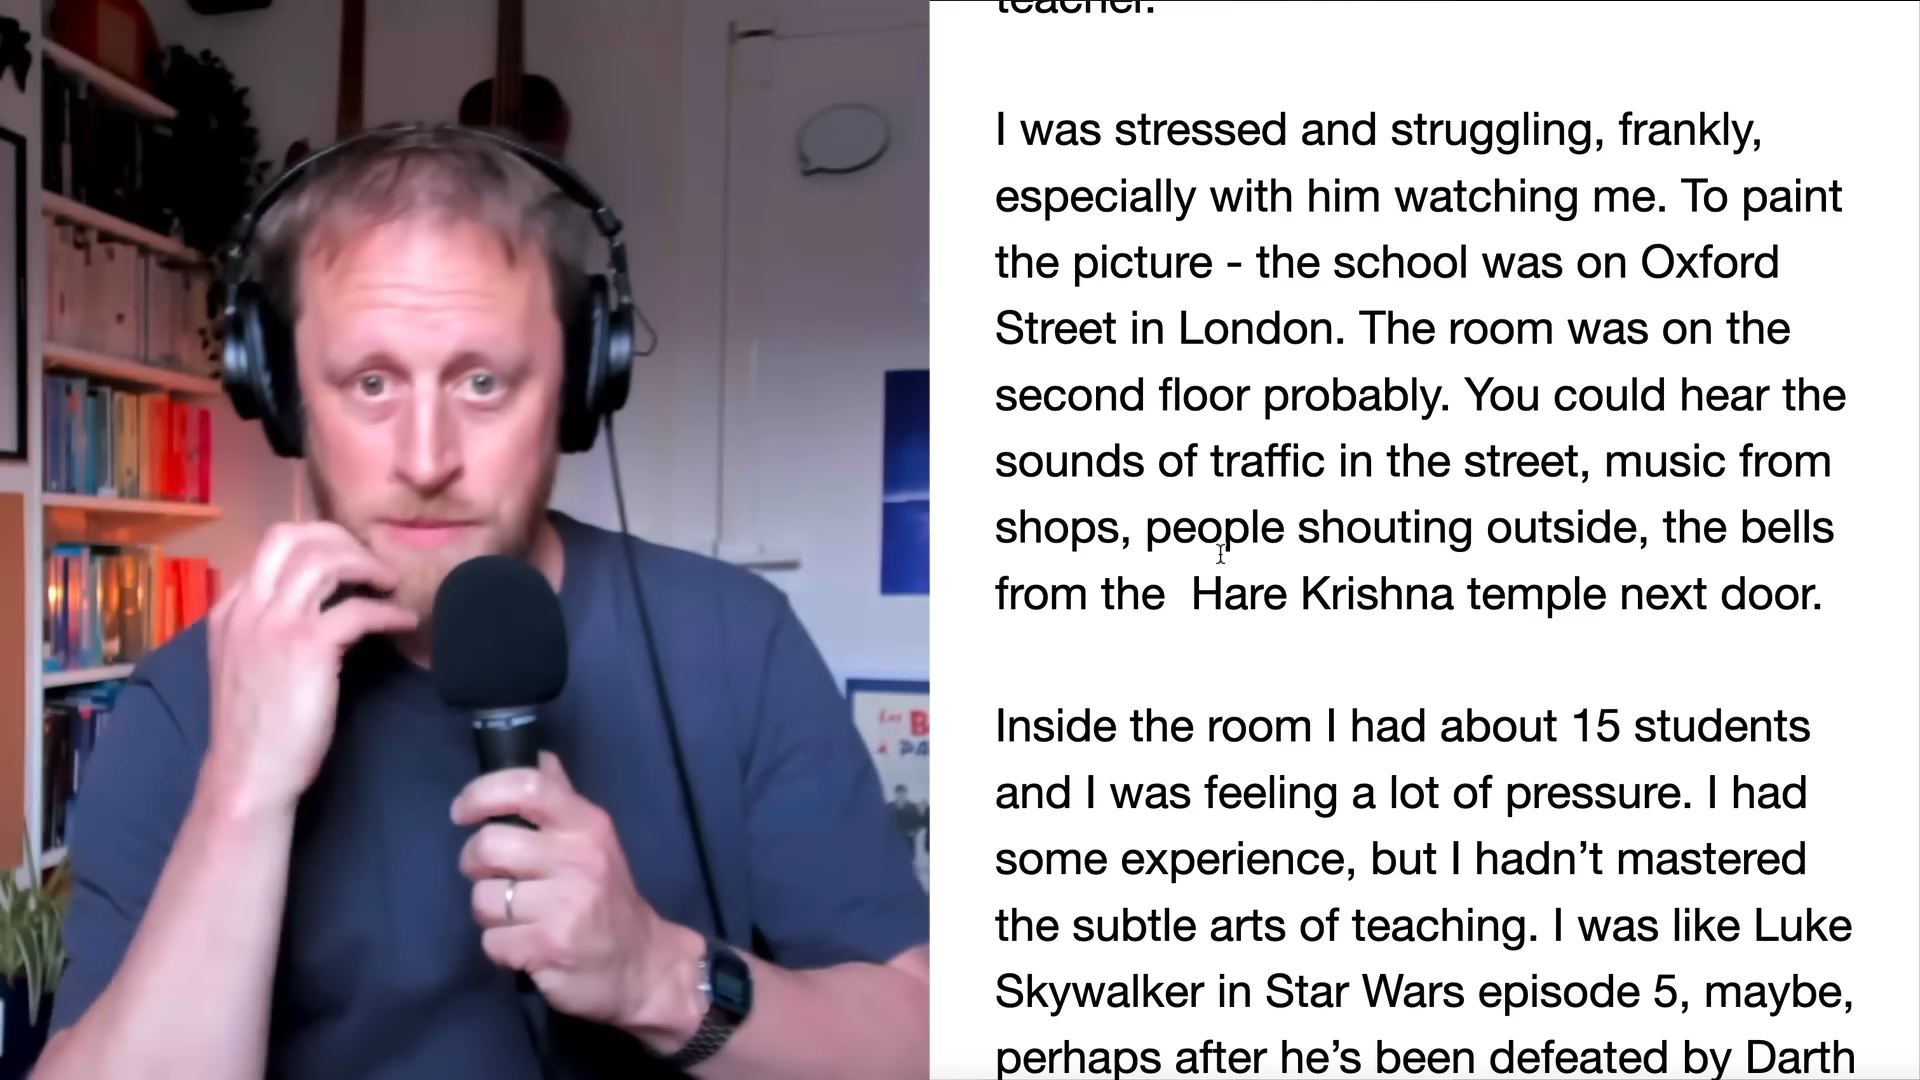 teacher.
I was stressed and struggling, frankly,
especially with him watching me. To paint
the picture - the school was on Oxford
Street in London. The room was on the
second floor probably. You could hear the
sounds of traffic in the street, music from
shops, people shouting outside, the bells
from the  Hare Krishna temple next door.
Inside the room I had about 15 students
and I was feeling a lot of pressure. I had
some experience, but I hadn’t mastered
the subtle arts of teaching. I was like Luke
Skywalker in Star Wars episode 5, maybe,
perhaps after he’s been defeated by Darth